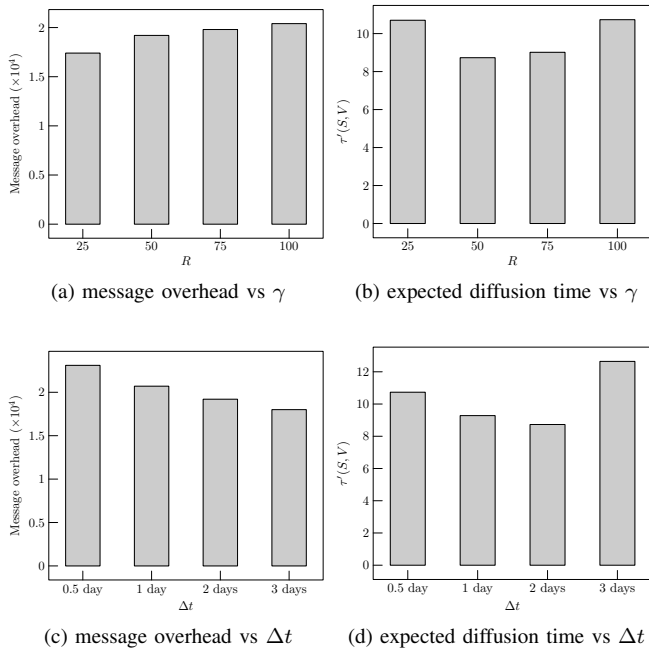 Message overhead (×10⁴)
2
1.5
1
0.5
0
25
50
75
100
R
(a) message overhead vs γ
τ′(S, V)
10
8
6
4
2
0
25
50
75
100
R
(b) expected diffusion time vs γ
Message overhead (×10⁴)
2
1.5
1
0.5
0
0.5 day
1 day
2 days
3 days
Δt
(c) message overhead vs Δt
τ′(S, V)
12
10
8
6
4
2
0
0.5 day
1 day
2 days
3 days
Δt
(d) expected diffusion time vs Δt